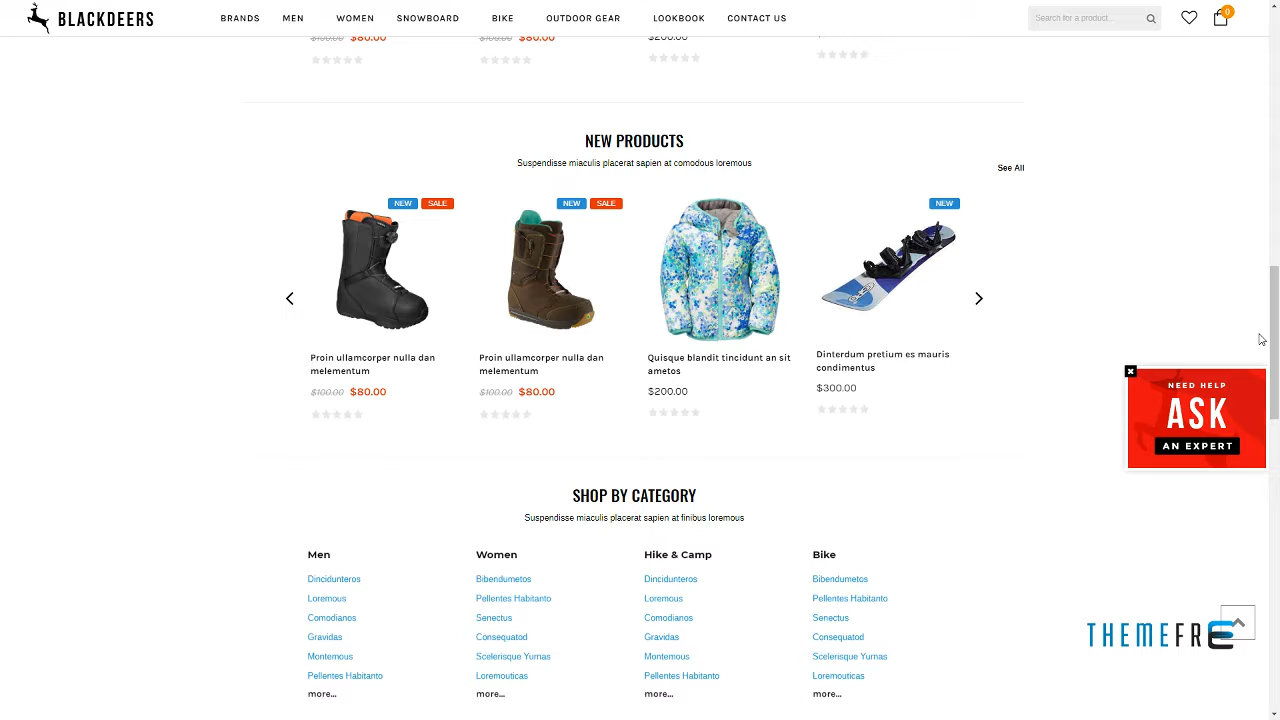 BLACKDEERS
BRANDS MEN WOMEN SNOWBOARD BIKE OUTDOOR GEAR LOOKBOOK CONTACT US
Search for a product...
0
$100.00 $80.00
$100.00 $80.00
$200.00
NEW PRODUCTS
Suspendisse miaculis placerat sapien at comodous loremous
See All
NEW SALE
NEW SALE
NEW
Proin ullamcorper nulla dan
melementum
$100.00 $80.00
Proin ullamcorper nulla dan
melementum
$100.00 $80.00
Quisque blandit tincidunt an sit
ametos
$200.00
Dinterdum pretium es mauris
condimentus
$300.00
NEED HELP
ASK
AN EXPERT
SHOP BY CATEGORY
Suspendisse miaculis placerat sapien at finibus loremous
Men
Dincidunteros
Loremous
Comodianos
Gravidas
Montemous
Pellentes Habitanto
more...
Women
Bibendumetos
Pellentes Habitanto
Senectus
Consequatod
Scelerisque Yurnas
Loremouticas
more...
Hike & Camp
Dincidunteros
Loremous
Comodianos
Gravidas
Montemous
Pellentes Habitanto
more...
Bike
Bibendumetos
Pellentes Habitanto
Senectus
Consequatod
Scelerisque Yurnas
Loremouticas
more...
THEMEFRE